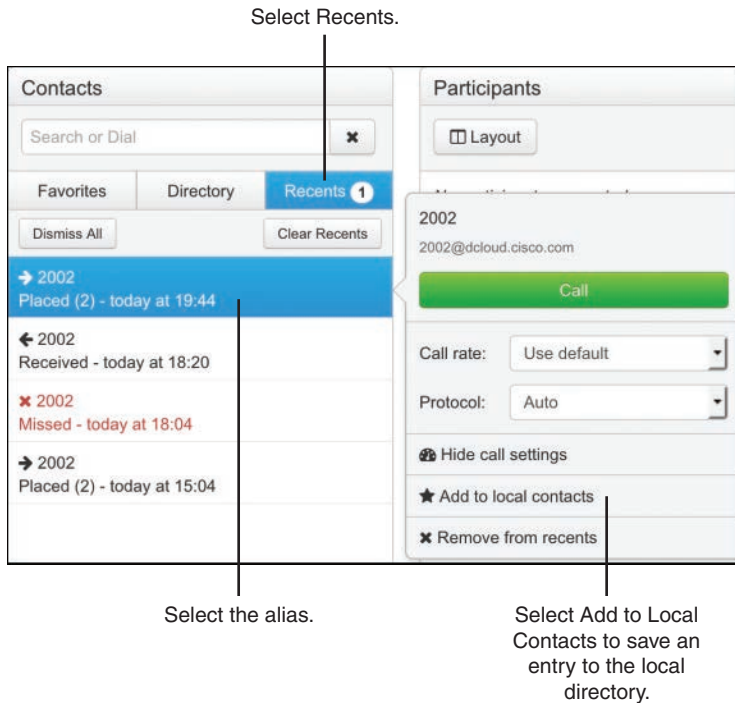 Select Recents.
Contacts
Search or Dial
Favorites
Directory
Recents 1
Dismiss All
Clear Recents
2002
Placed (2) - today at 19:44
2002
Received - today at 18:20
2002
Missed - today at 18:04
2002
Placed (2) - today at 15:04
Participants
Layout
2002
2002@dcloud.cisco.com
Call
Call rate:
Use default
Protocol:
Auto
Hide call settings
Add to local contacts
Remove from recents
Select the alias.
Select Add to Local
Contacts to save an
entry to the local
directory.